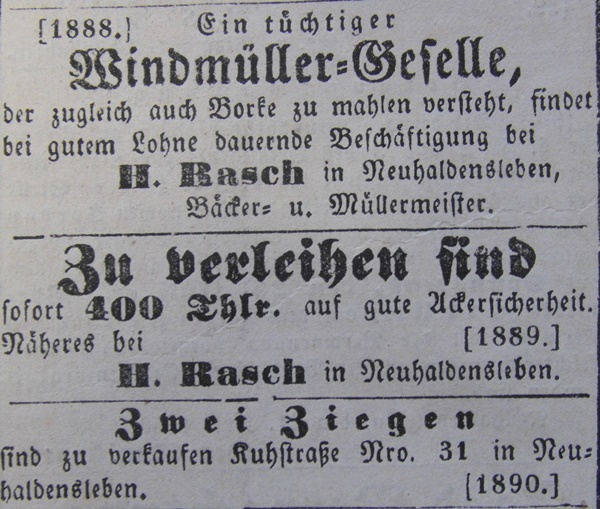 [1888.] Ein tüchtiger
Windmüller-Geselle,
der zugleich auch Borke zu mahlen versteht, findet
bei gutem Lohne dauernde Beschäftigung bei
H. Rasch in Neuhaldensleben,
Bäcker- u. Müllermeister.
Zu verleihen sind
sofort 400 Thlr. auf gute Ackersicherheit.
Näheres bei [1889.]
H. Rasch in Neuhaldensleben.
Zwei Ziegen
sind zu verkaufen Kuhstraße Nro. 31 in Neu-
haldensleben. [1890.]